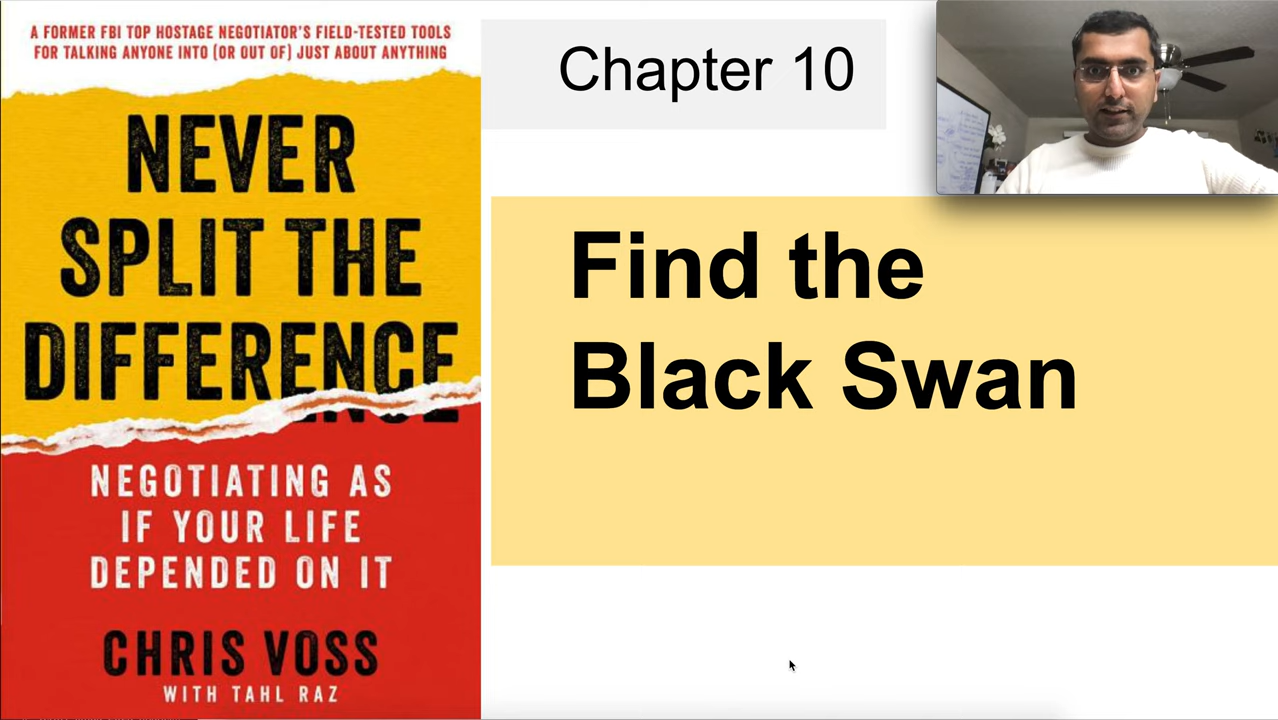 A FORMER FBI TOP HOSTAGE NEGOTIATOR'S FIELD-TESTED TOOLS
FOR TALKING ANYONE INTO (OR OUT OF) JUST ABOUT ANYTHING
NEVER
SPLIT THE
DIFFERENCE
NEGOTIATING AS
IF YOUR LIFE
DEPENDED ON IT
CHRIS VOSS
WITH TAHL RAZ
Chapter 10
Find the
Black Swan